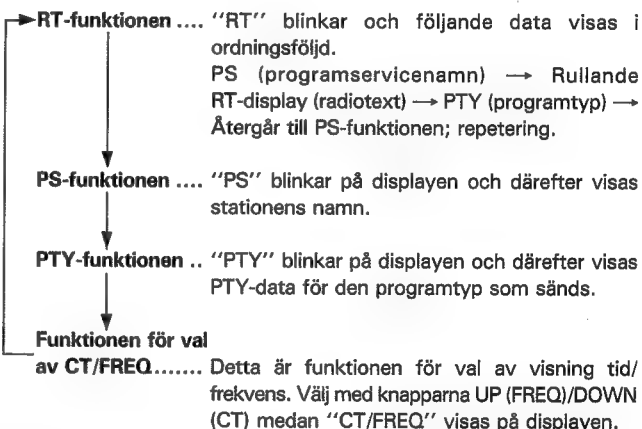 RT-funktionen .... ‘‘RT’’ blinkar och följande data visas i
ordningsföljd.
PS (programservicenamn) → Rullande
RT-display (radiotext) → PTY (programtyp) →
Återgår till PS-funktionen; repetering.
PS-funktionen .... ‘‘PS’’ blinkar på displayen och därefter visas
stationens namn.
PTY-funktionen .. ‘‘PTY’’ blinkar på displayen och därefter visas
PTY-data för den programtyp som sänds.
Funktionen för val
av CT/FREQ....... Detta är funktionen för val av visning tid/
frekvens. Välj med knapparna UP (FREQ)/DOWN
(CT) medan ‘‘CT/FREQ’’ visas på displayen.